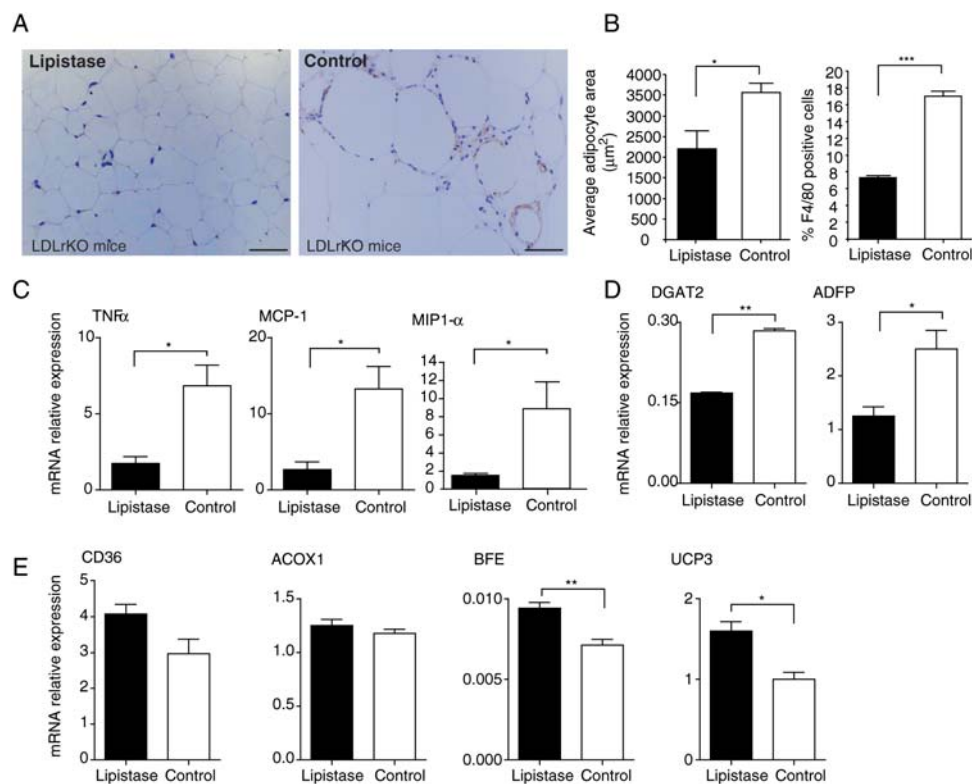 A
Lipistase
LDLrKO mice
Control
LDLrKO mice
B
Average adipocyte area
(μm²)
4000
3500
3000
2500
2000
1500
1000
500
0
*
Lipistase Control
% F4/80 positive cells
20
18
16
14
12
10
8
6
4
2
0
***
Lipistase Control
C
mRNA relative expression
TNFα
10
5
0
*
Lipistase Control
MCP-1
20
10
0
*
Lipistase Control
MIP1-α
14
12
10
8
6
4
2
0
*
Lipistase Control
D
mRNA relative expression
DGAT2
0.30
0.15
0.00
**
Lipistase Control
ADFP
3
2
1
0
*
Lipistase Control
E
mRNA relative expression
CD36
5
4
3
2
1
0
Lipistase Control
ACOX1
1.5
1.0
0.5
0.0
Lipistase Control
BFE
0.010
0.005
0.000
**
Lipistase Control
UCP3
2
1
0
*
Lipistase Control